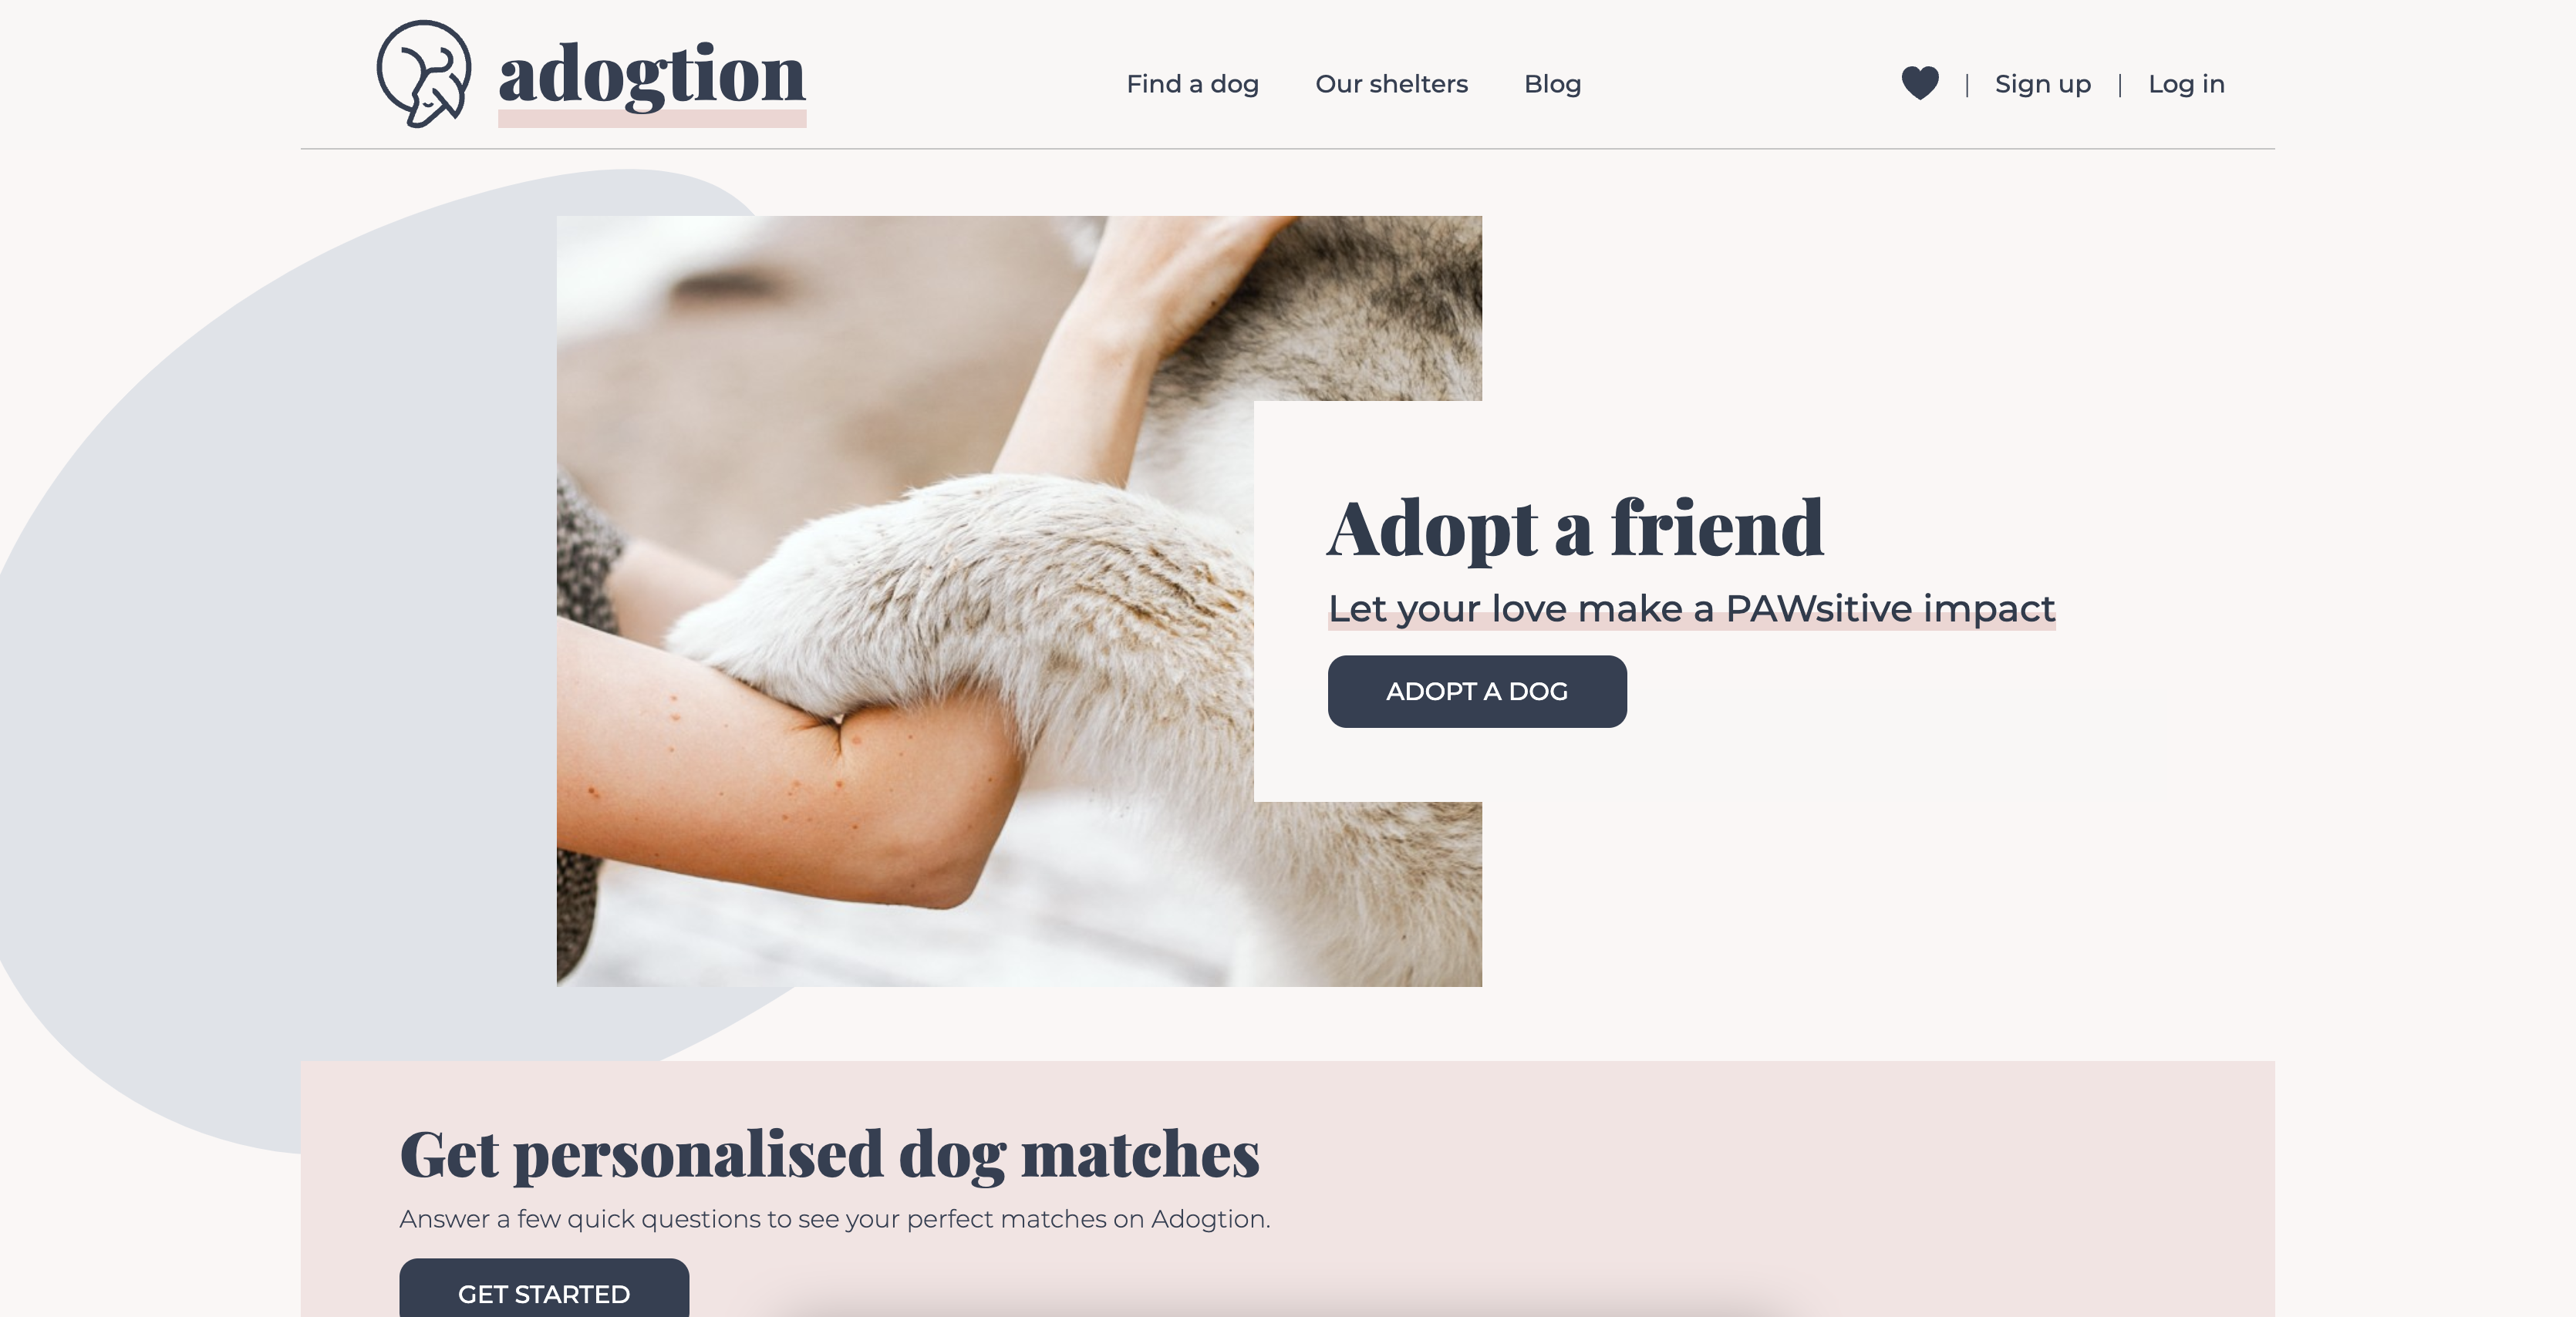 adogtion
Find a dog
Our shelters
Blog
| Sign up | Log in
Adopt a friend
Let your love make a PAWsitive impact
ADOPT A DOG
Get personalised dog matches
Answer a few quick questions to see your perfect matches on Adogtion.
GET STARTED